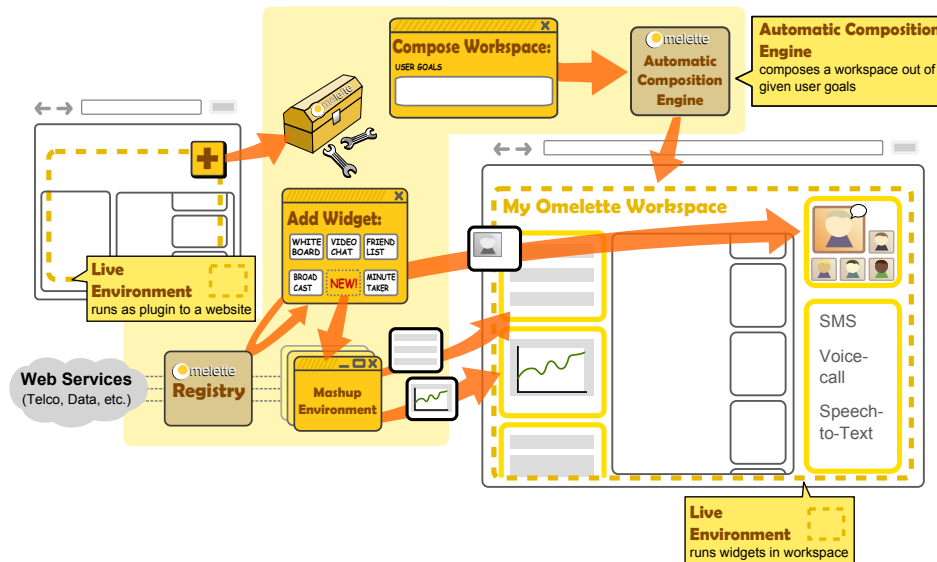 Compose Workspace:
USER GOALS
Omelette
Automatic
Composition
Engine
Automatic Composition
Engine
composes a workspace out of
given user goals
Omelette
My Omelette Workspace
Add Widget:
WHITE
BOARD
VIDEO
CHAT
FRIEND
LIST
BROAD
CAST
NEW!
MINUTE
TAKER
Live
Environment
runs as plugin to a website
SMS
Voice-
call
Speech-
to-Text
Web Services
(Telco, Data, etc.)
Omelette
Registry
Mashup
Environment
Live
Environment
runs widgets in workspace